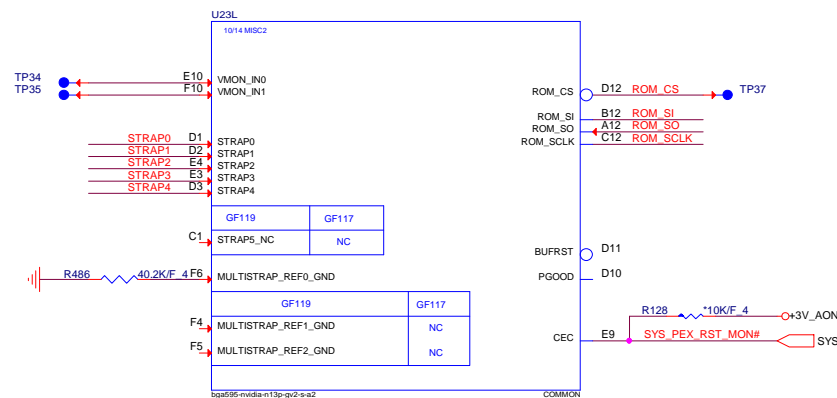 U23L
10/14 MISC2
TP34 E10 VMON_IN0
TP35 F10 VMON_IN1
ROM_CS D12 ROM_CS TP37
ROM_SI B12 ROM_SI
ROM_SO A12 ROM_SO
ROM_SCLK C12 ROM_SCLK
STRAP0 D1 STRAP0
STRAP1 D2 STRAP1
STRAP2 E4 STRAP2
STRAP3 E3 STRAP3
STRAP4 D3 STRAP4
GF119 GF117
C1 STRAP5_NC NC
BUFRST D11
PGOOD D10
R486 40.2K/F_4 F6 MULTISTRAP_REF0_GND
GF119 GF117
F4 MULTISTRAP_REF1_GND NC
F5 MULTISTRAP_REF2_GND NC
R128 *10K/F_4 +3V_AON
CEC E9 SYS_PEX_RST_MON# SYS
bga595-nvidia-n13p-gv2-s-a2 COMMON